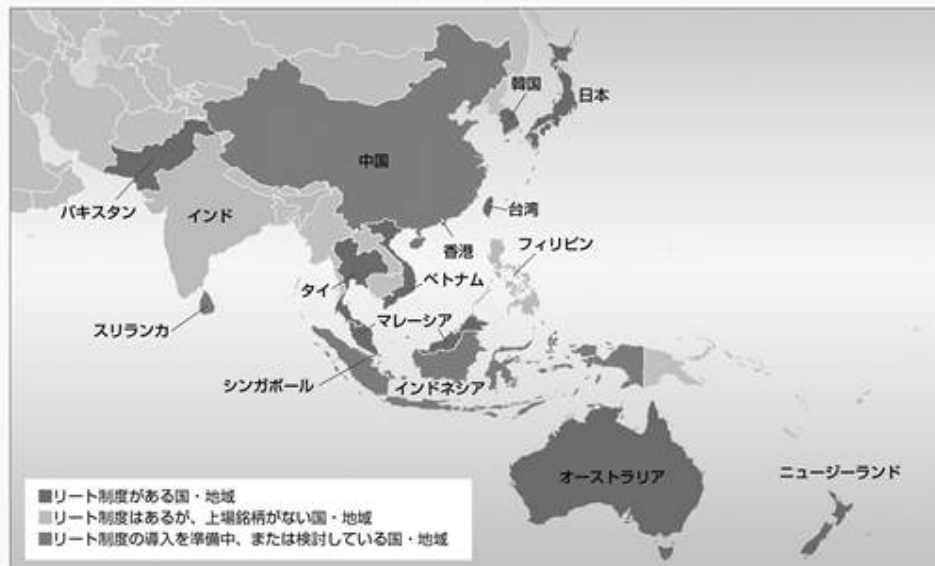 韓国
日本
中国
パキスタン
インド
台湾
香港
フィリピン
タイ
ベトナム
スリランカ
マレーシア
シンガポール
インドネシア
オーストラリア
ニュージーランド
■リート制度がある国・地域
■リート制度はあるが、上場銘柄がない国・地域
■リート制度の導入を準備中、または検討している国・地域